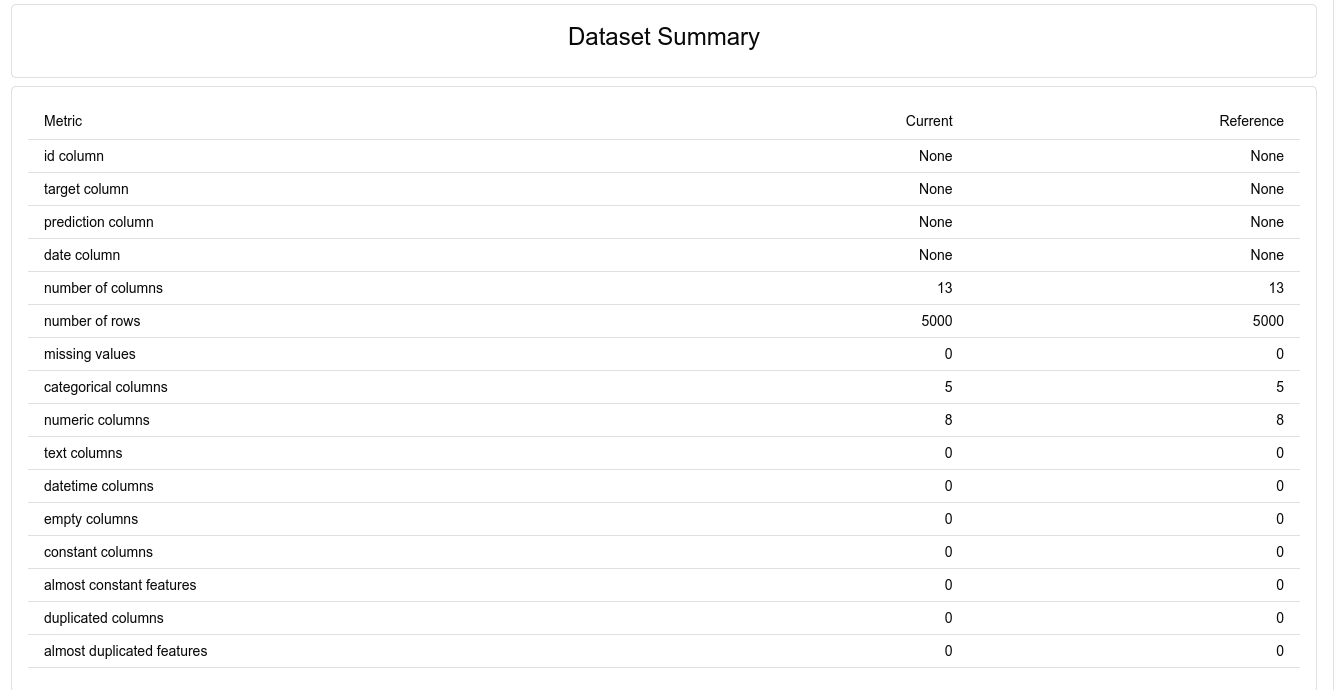 Dataset Summary
Metric Current Reference
id column None None
target column None None
prediction column None None
date column None None
number of columns 13 13
number of rows 5000 5000
missing values 0 0
categorical columns 5 5
numeric columns 8 8
text columns 0 0
datetime columns 0 0
empty columns 0 0
constant columns 0 0
almost constant features 0 0
duplicated columns 0 0
almost duplicated features 0 0